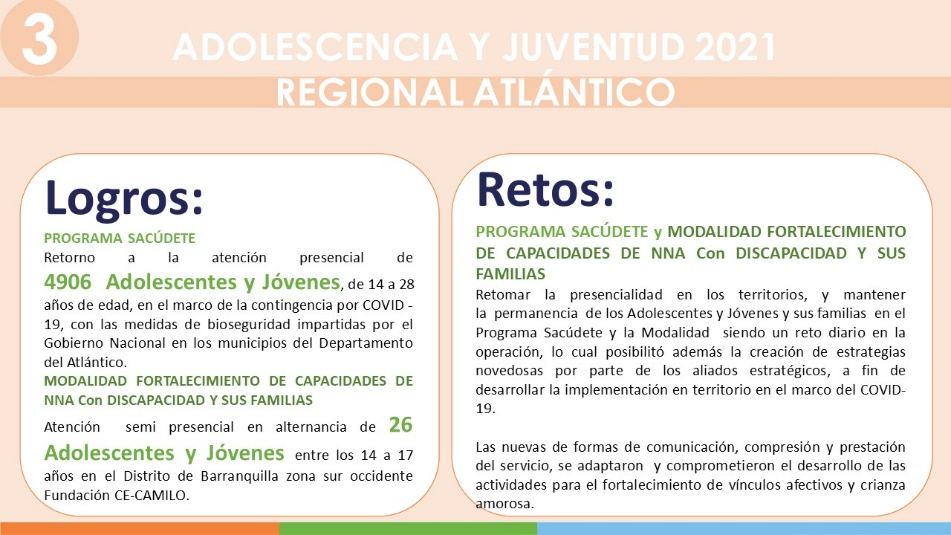 3
ADOLESCENCIA Y JUVENTUD 2021
REGIONAL ATLÁNTICO
Logros:
PROGRAMA SACÚDETE
Retorno a la atención presencial de
4906 Adolescentes y Jóvenes, de 14 a 28
años de edad, en el marco de la contingencia por COVID -
19, con las medidas de bioseguridad impartidas por el
Gobierno Nacional en los municipios del Departamento
del Atlántico.
MODALIDAD FORTALECIMIENTO DE CAPACIDADES DE
NNA Con DISCAPACIDAD Y SUS FAMILIAS
Atención semi presencial en alternancia de 26
Adolescentes y Jóvenes entre los 14 a 17
años en el Distrito de Barranquilla zona sur occidente
Fundación CE-CAMILO.
Retos:
PROGRAMA SACÚDETE y MODALIDAD FORTALECIMIENTO
DE CAPACIDADES DE NNA Con DISCAPACIDAD Y SUS
FAMILIAS
Retomar la presencialidad en los territorios, y mantener
la permanencia de los Adolescentes y Jóvenes y sus familias en el
Programa Sacúdete y la Modalidad siendo un reto diario en la
operación, lo cual posibilitó además la creación de estrategias
novedosas por parte de los aliados estratégicos, a fin de
desarrollar la implementación en territorio en el marco del COVID-
19.
Las nuevas de formas de comunicación, compresión y prestación
del servicio, se adaptaron y comprometieron el desarrollo de las
actividades para el fortalecimiento de vínculos afectivos y crianza
amorosa.